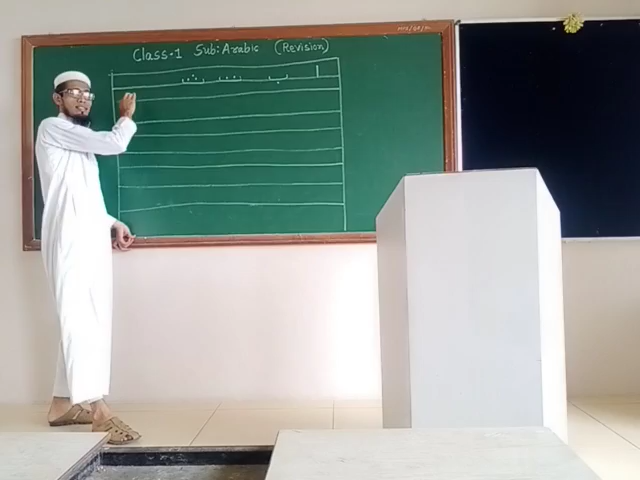 Class-1 Sub: Arabic (Revision)
ا ب ت ث